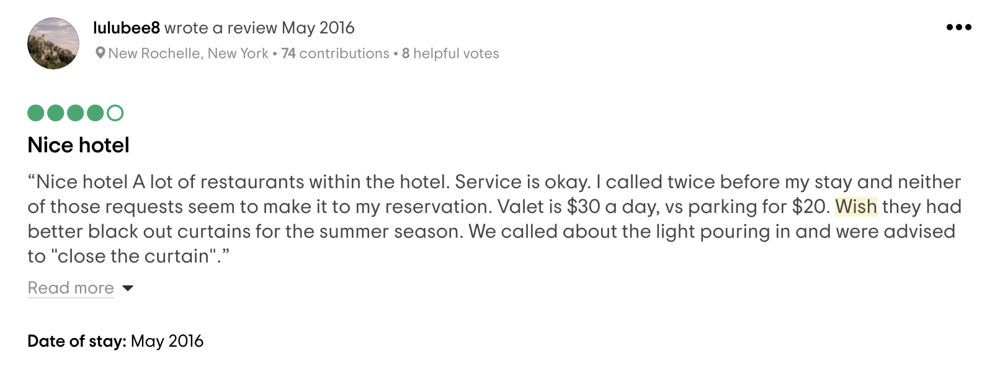 lulubee8 wrote a review May 2016
New Rochelle, New York • 74 contributions • 8 helpful votes
Nice hotel
“Nice hotel A lot of restaurants within the hotel. Service is okay. I called twice before my stay and neither
of those requests seem to make it to my reservation. Valet is $30 a day, vs parking for $20. Wish they had
better black out curtains for the summer season. We called about the light pouring in and were advised
to "close the curtain".”
Read more
Date of stay: May 2016